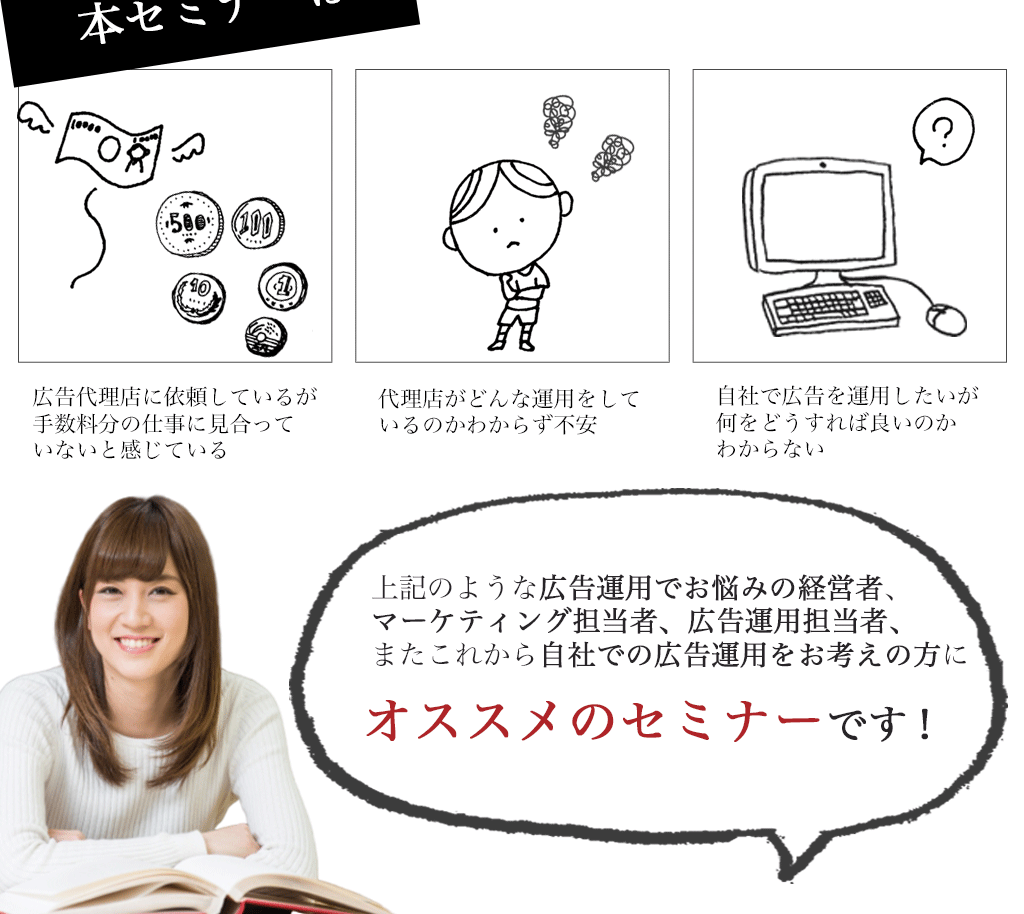 本セミナーは
10000
10000
500
100
10
1
?
広告代理店に依頼しているが
手数料分の仕事に見合って
いないと感じている
代理店がどんな運用をして
いるのかわからず不安
自社で広告を運用したいが
何をどうすれば良いのか
わからない
上記のような広告運用でお悩みの経営者、
マーケティング担当者、広告運用担当者、
またこれから自社での広告運用をお考えの方に
オススメのセミナーです!